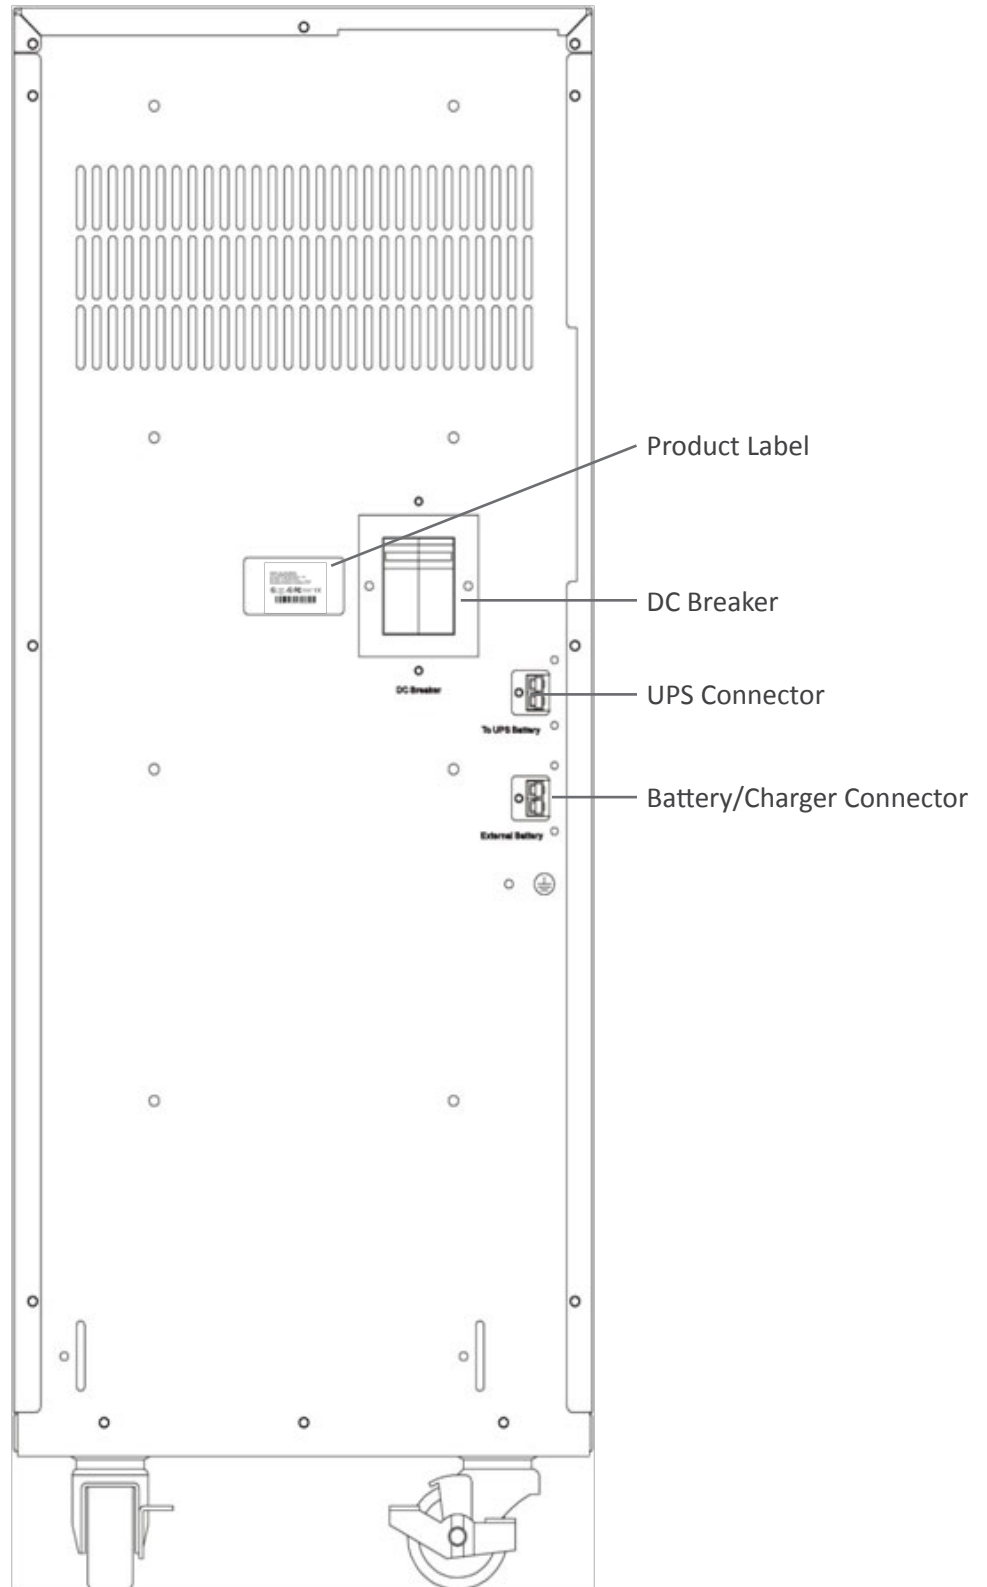 Product Label
DC Breaker
DC Breaker
UPS Connector
To UPS Battery
Battery/Charger Connector
External Battery